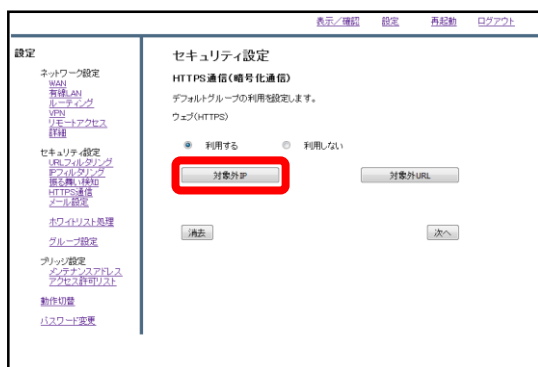 表示／確認 設定 再起動 ログアウト
設定
ネットワーク設定
WAN
有線LAN
ルーティング
VPN
リモートアクセス
詳細
セキュリティ設定
URLフィルタリング
IPフィルタリング
振る舞い検知
HTTPS通信
メール設定
ホワイトリスト処理
グループ設定
ブリッジ設定
メンテナンスアドレス
アクセス許可リスト
動作切替
パスワード変更
セキュリティ設定
HTTPS通信(暗号化通信)
デフォルトグループの利用を設定します。
ウェブ(HTTPS)
利用する 利用しない
対象外IP 対象外URL
消去 次へ